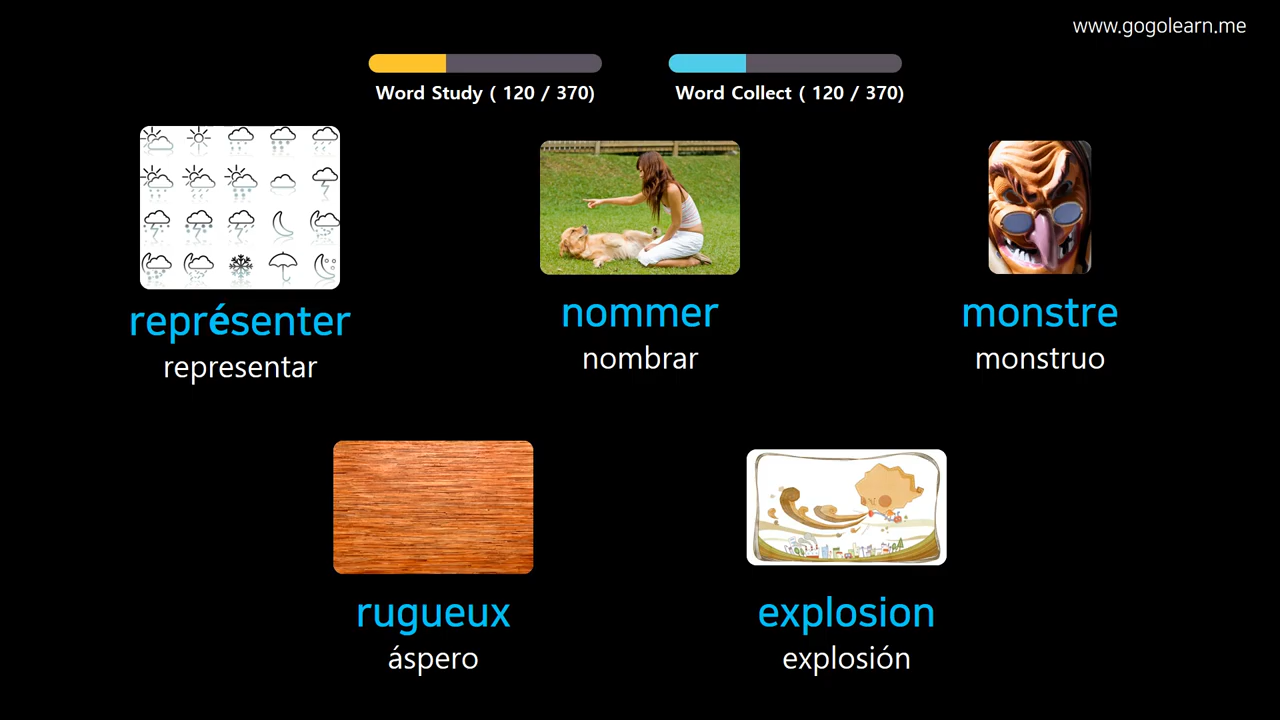 www.gogolearn.me
Word Study ( 120 / 370)
Word Collect ( 120 / 370)
représenter
representar
nommer
nombrar
monstre
monstruo
rugueux
áspero
explosion
explosión